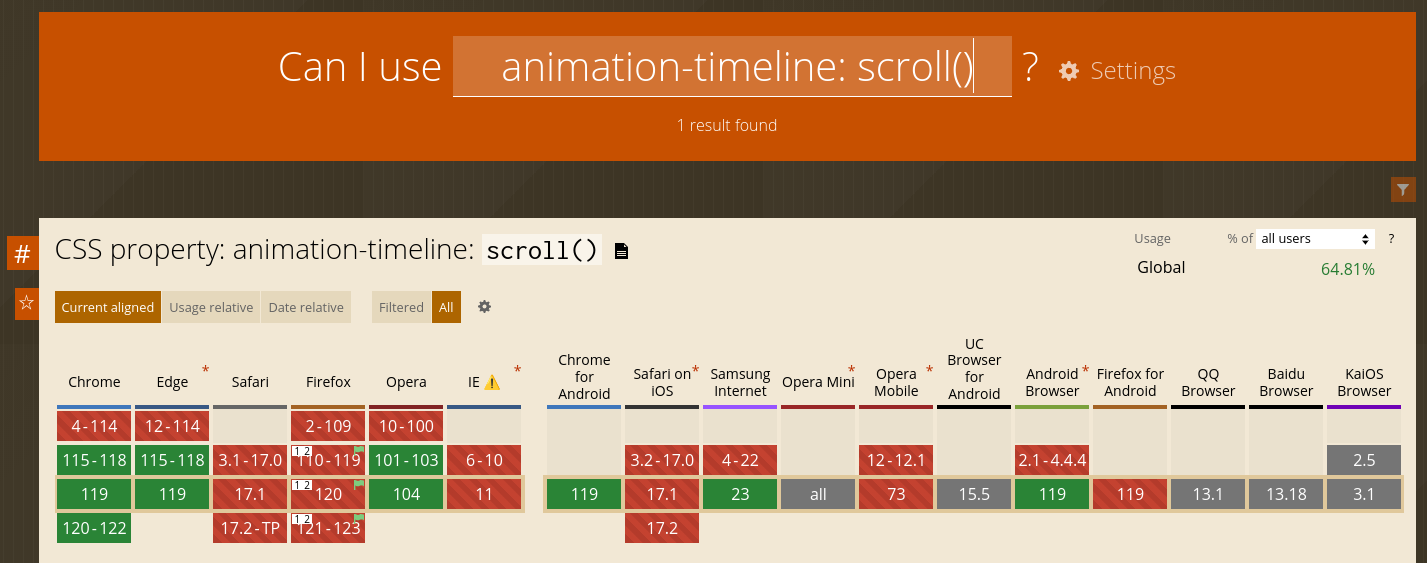 Can I use animation-timeline: scroll() ? Settings
1 result found
# CSS property: animation-timeline: scroll()
Usage % of all users ?
Global 64.81%
☆
Current aligned Usage relative Date relative Filtered All
Chrome Edge * Safari Firefox Opera IE ⚠️ *
Chrome for Android Safari on iOS * Samsung Internet Opera Mini * Opera Mobile * UC Browser for Android Android Browser * Firefox for Android QQ Browser Baidu Browser KaiOS Browser
4-114 12-114 2-109 10-100
115-118 115-118 3.1-17.0 1 2 110-119 101-103 6-10 3.2-17.0 4-22 12-12.1 2.1-4.4.4 2.5
119 119 17.1 1 2 120 104 11 119 17.1 23 all 73 15.5 119 119 13.1 13.18 3.1
120-122 17.2-TP 1 2 121-123 17.2